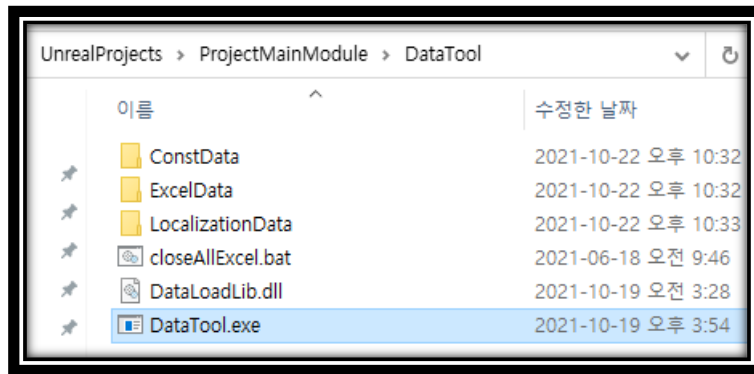 UnrealProjects > ProjectMainModule > DataTool
이름 수정한 날짜
ConstData 2021-10-22 오후 10:32
ExcelData 2021-10-22 오후 10:32
LocalizationData 2021-10-22 오후 10:33
closeAllExcel.bat 2021-06-18 오전 9:46
DataLoadLib.dll 2021-10-19 오전 3:28
DataTool.exe 2021-10-19 오후 3:54